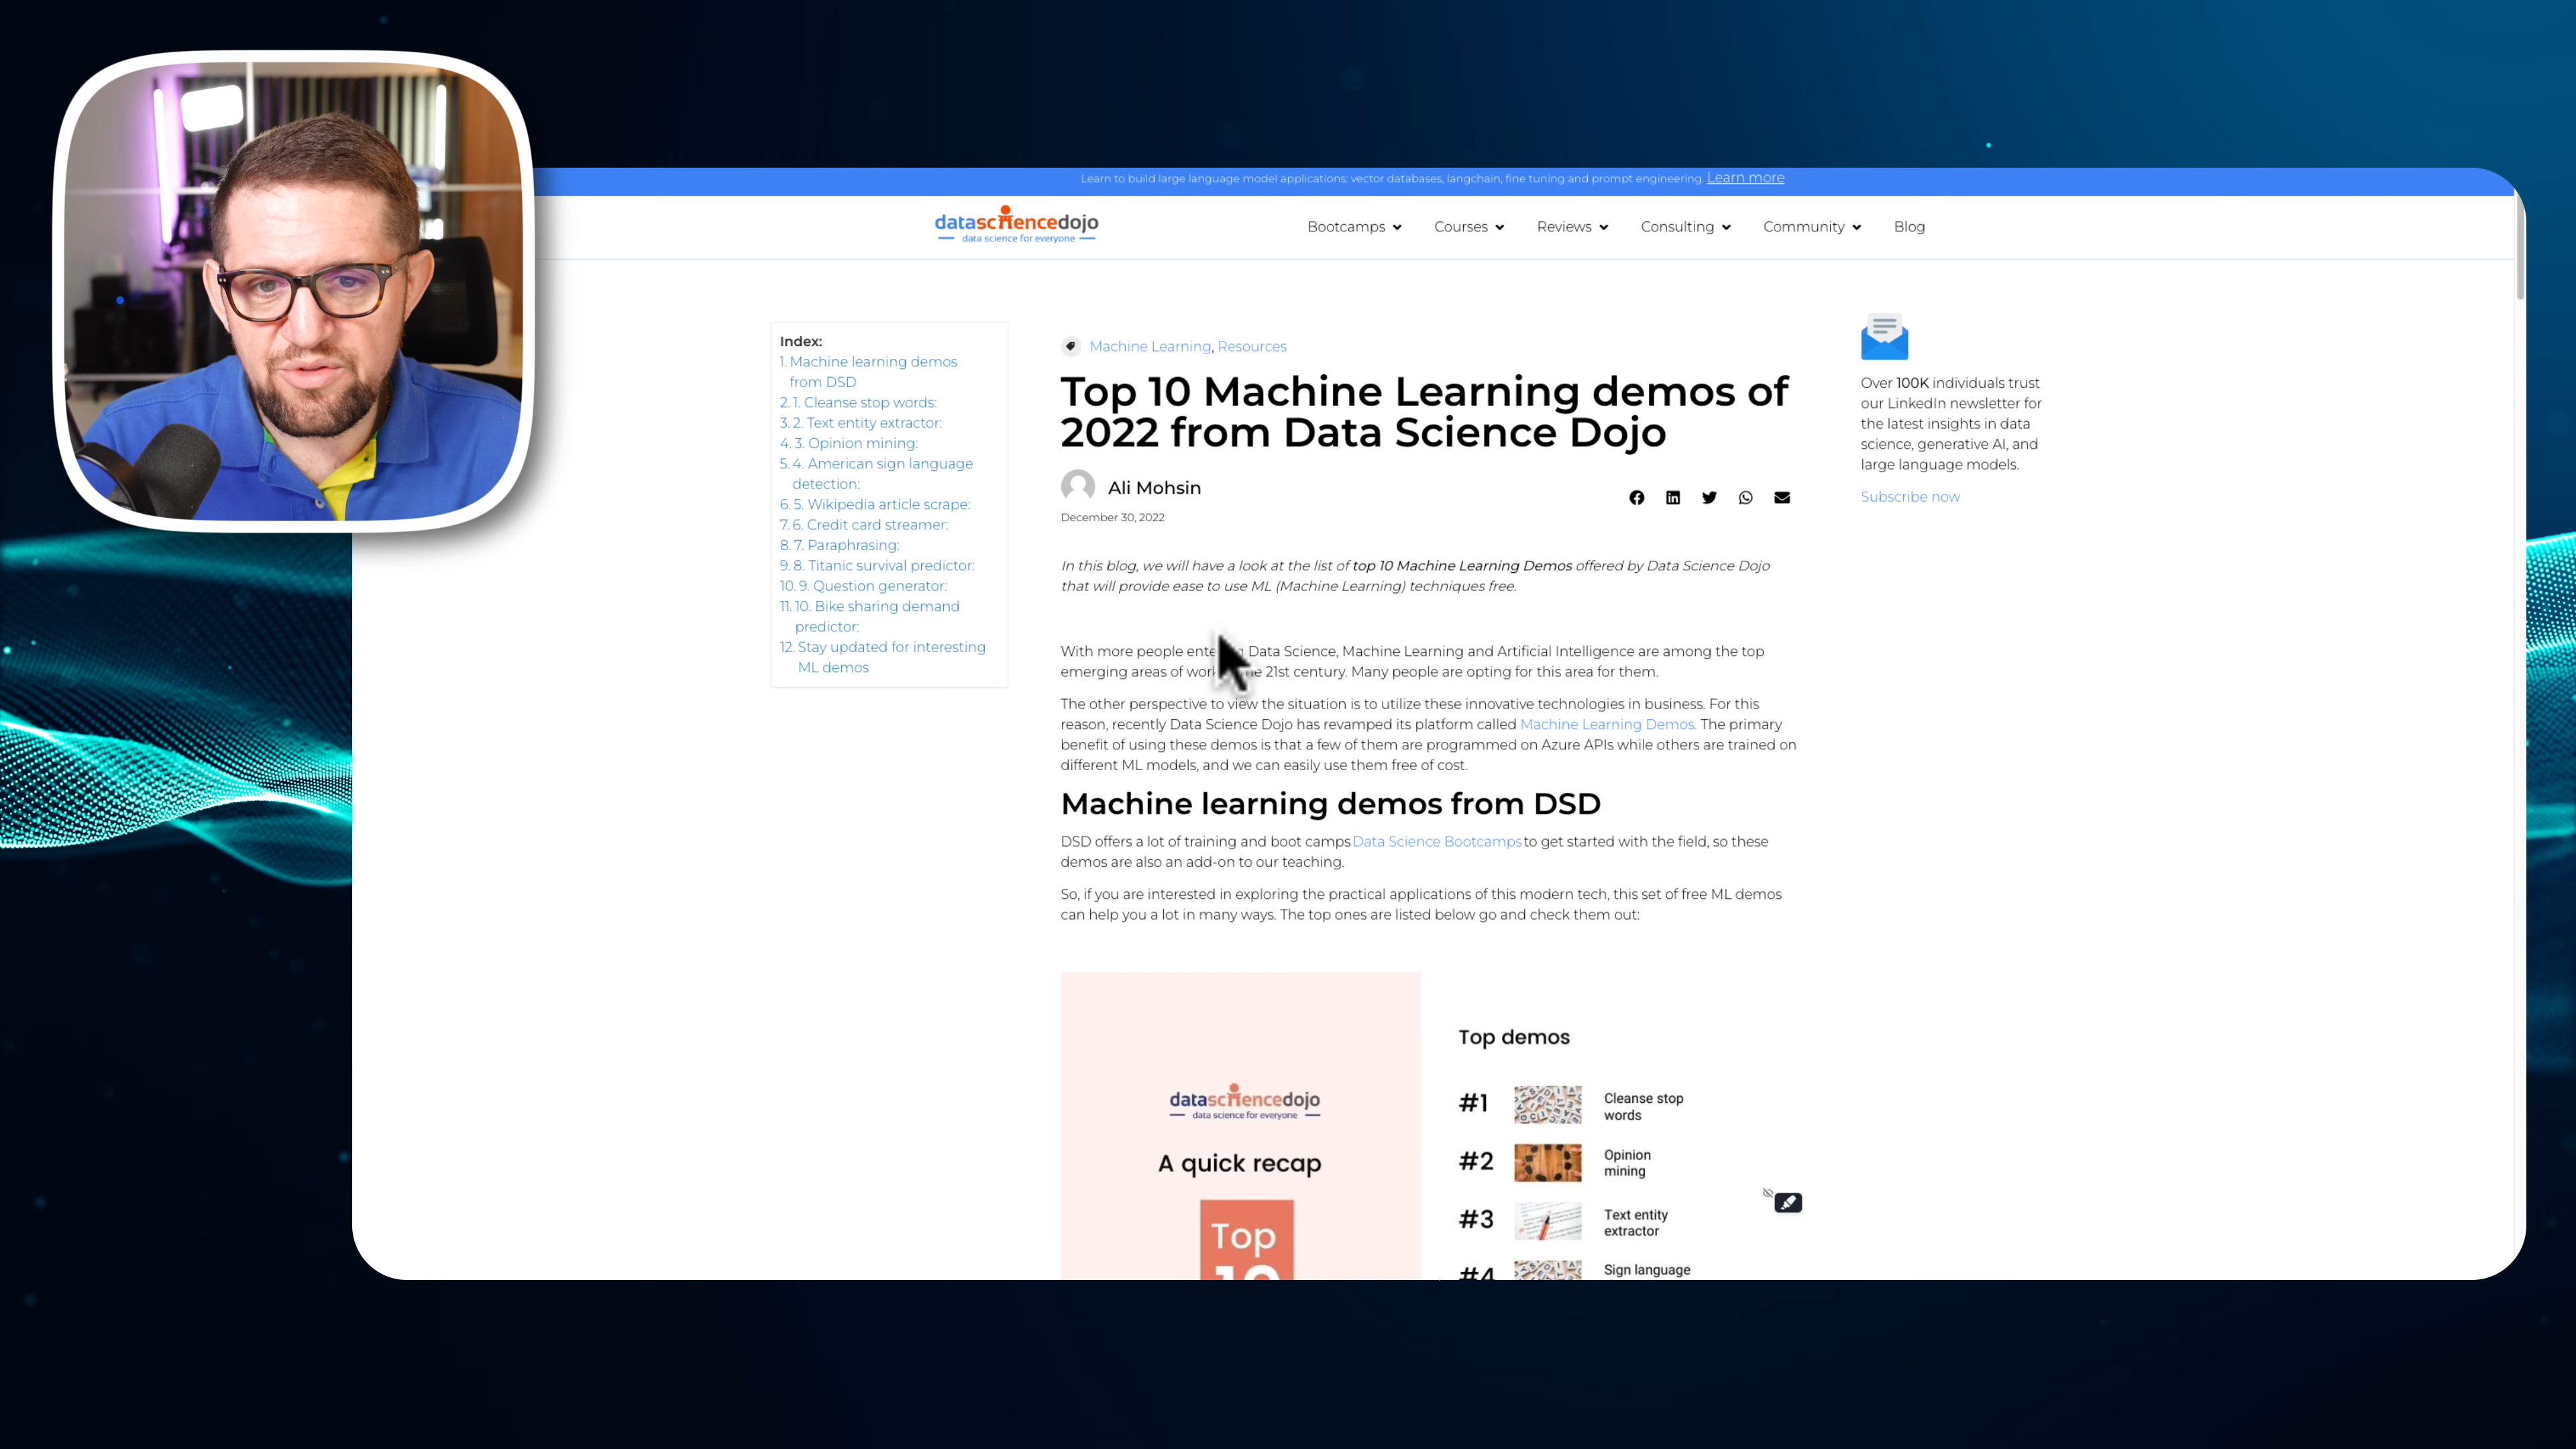 Learn to build large language model applications: vector databases, langchain, fine tuning and prompt engineering. Learn more
datasciencedojo
data science for everyone
Bootcamps
Courses
Reviews
Consulting
Community
Blog
Index:
1. Machine learning demos
from DSD
2. 1. Cleanse stop words:
3. 2. Text entity extractor:
4. 3. Opinion mining:
5. 4. American sign language
detection:
6. 5. Wikipedia article scrape:
7. 6. Credit card streamer:
8. 7. Paraphrasing:
9. 8. Titanic survival predictor:
10. 9. Question generator:
11. 10. Bike sharing demand
predictor:
12. Stay updated for interesting
ML demos
Machine Learning, Resources
Top 10 Machine Learning demos of
2022 from Data Science Dojo
Ali Mohsin
December 30, 2022
In this blog, we will have a look at the list of top 10 Machine Learning Demos offered by Data Science Dojo
that will provide ease to use ML (Machine Learning) techniques free.
With more people Data Science, Machine Learning and Artificial Intelligence are among the top
emerging areas of 21st century. Many people are opting for this area for them.
The other perspective to view the situation is to utilize these innovative technologies in business. For this
reason, recently Data Science Dojo has revamped its platform called Machine Learning Demos. The primary
benefit of using these demos is that a few of them are programmed on Azure APIs while others are trained on
different ML models, and we can easily use them free of cost.
Machine learning demos from DSD
DSD offers a lot of training and boot camps Data Science Bootcamps to get started with the field, so these
demos are also an add-on to our teaching.
So, if you are interested in exploring the practical applications of this modern tech, this set of free ML demos
can help you a lot in many ways. The top ones are listed below go and check them out:
datasciencedojo
data science for everyone
A quick recap
Top
10
Top demos
#1 Cleanse stop
words
#2 Opinion
mining
#3 Text entity
extractor
#4 Sign language
Over 100K individuals trust
our LinkedIn newsletter for
the latest insights in data
science, generative AI, and
large language models.
Subscribe now